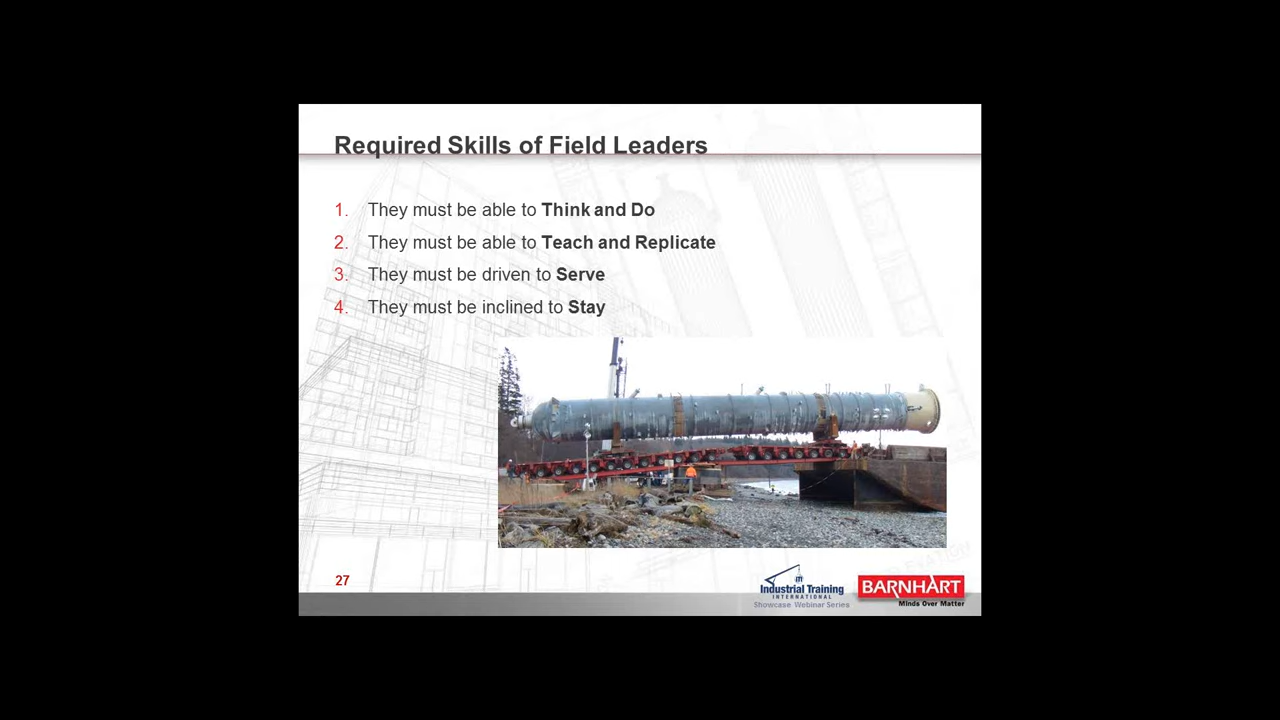 Required Skills of Field Leaders
1. They must be able to Think and Do
2. They must be able to Teach and Replicate
3. They must be driven to Serve
4. They must be inclined to Stay
27
Industrial Training
INTERNATIONAL
Showcase Webinar Series
BARNHART
Minds Over Matter